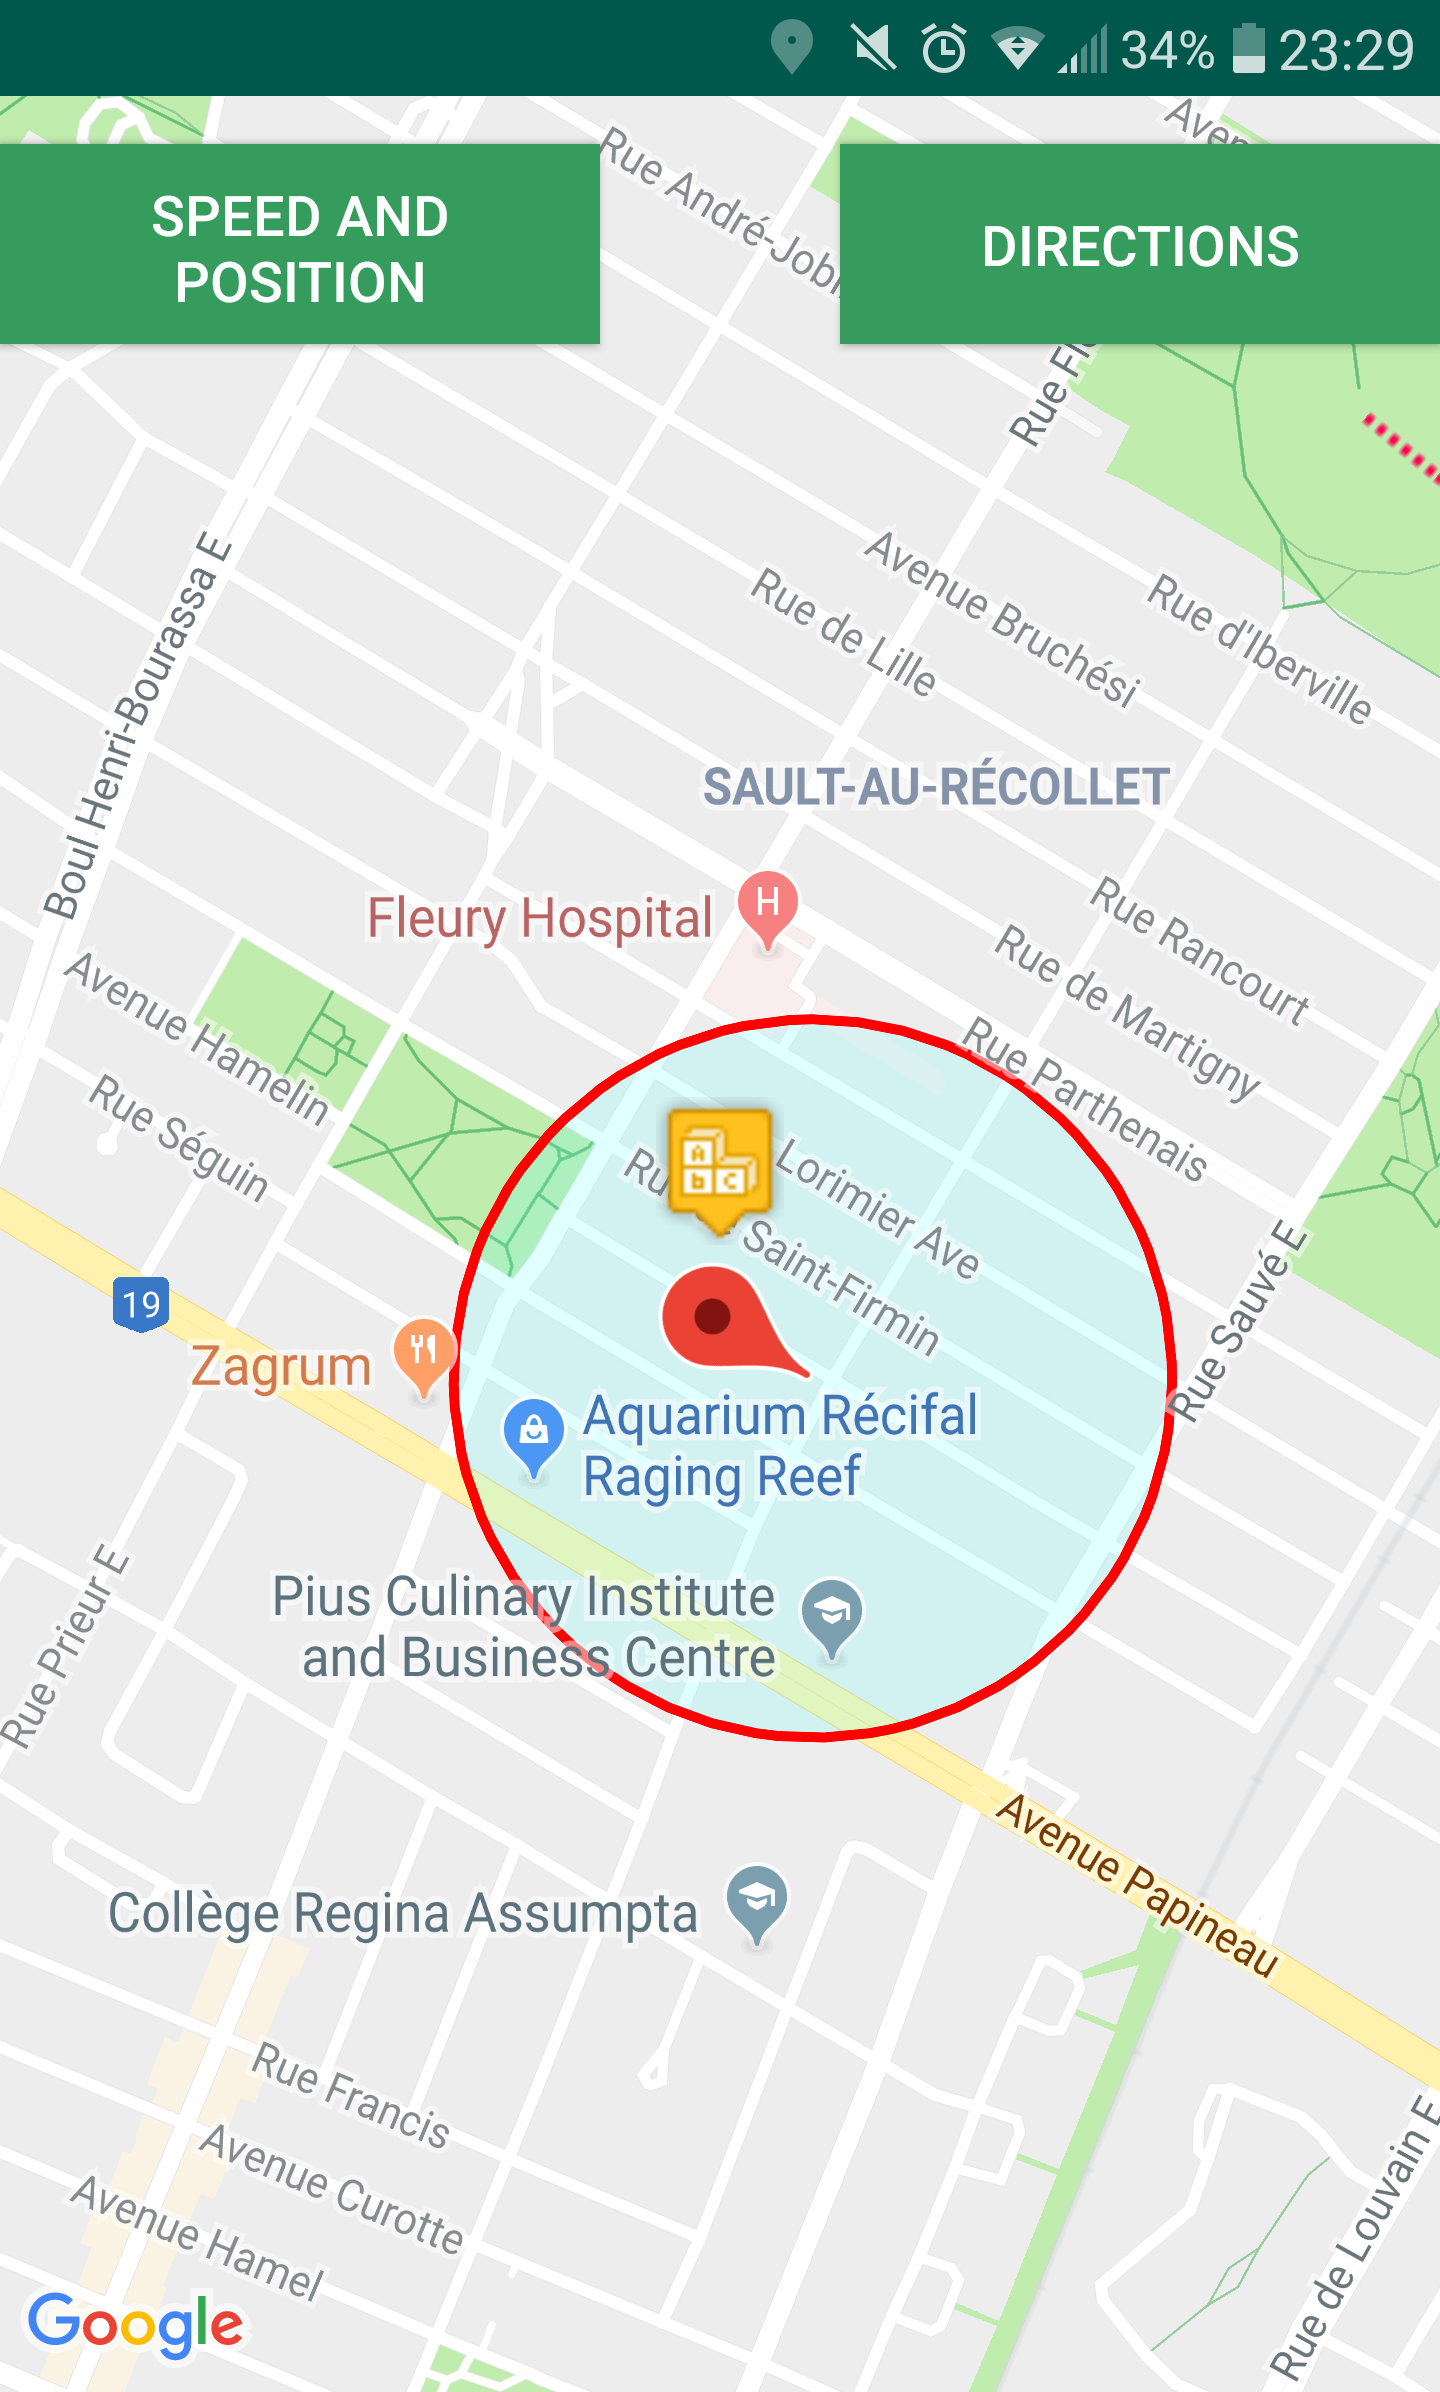 34% 23:29
Aven
Rue André-Jobi
SPEED AND
POSITION
DIRECTIONS
Rue Fl
Boul Henri-Bourassa E
Avenue Bruchési
Rue de Lille
Rue d'Iberville
SAULT-AU-RÉCOLLET
Fleury Hospital
H
Rue Rancourt
Rue de Martigny
Avenue Hamelin
Rue Parthenais
Rue Séguin
A
b c
Lorimier Ave
Ru
Saint-Firmin
Rue Sauvé E
19
Zagrum
Aquarium Récifal
Raging Reef
Pius Culinary Institute
and Business Centre
Rue Prieur E
Avenue Papineau
Collège Regina Assumpta
Rue Francis
Avenue Curotte
Avenue Hamel
Rue de Louvain E
Google